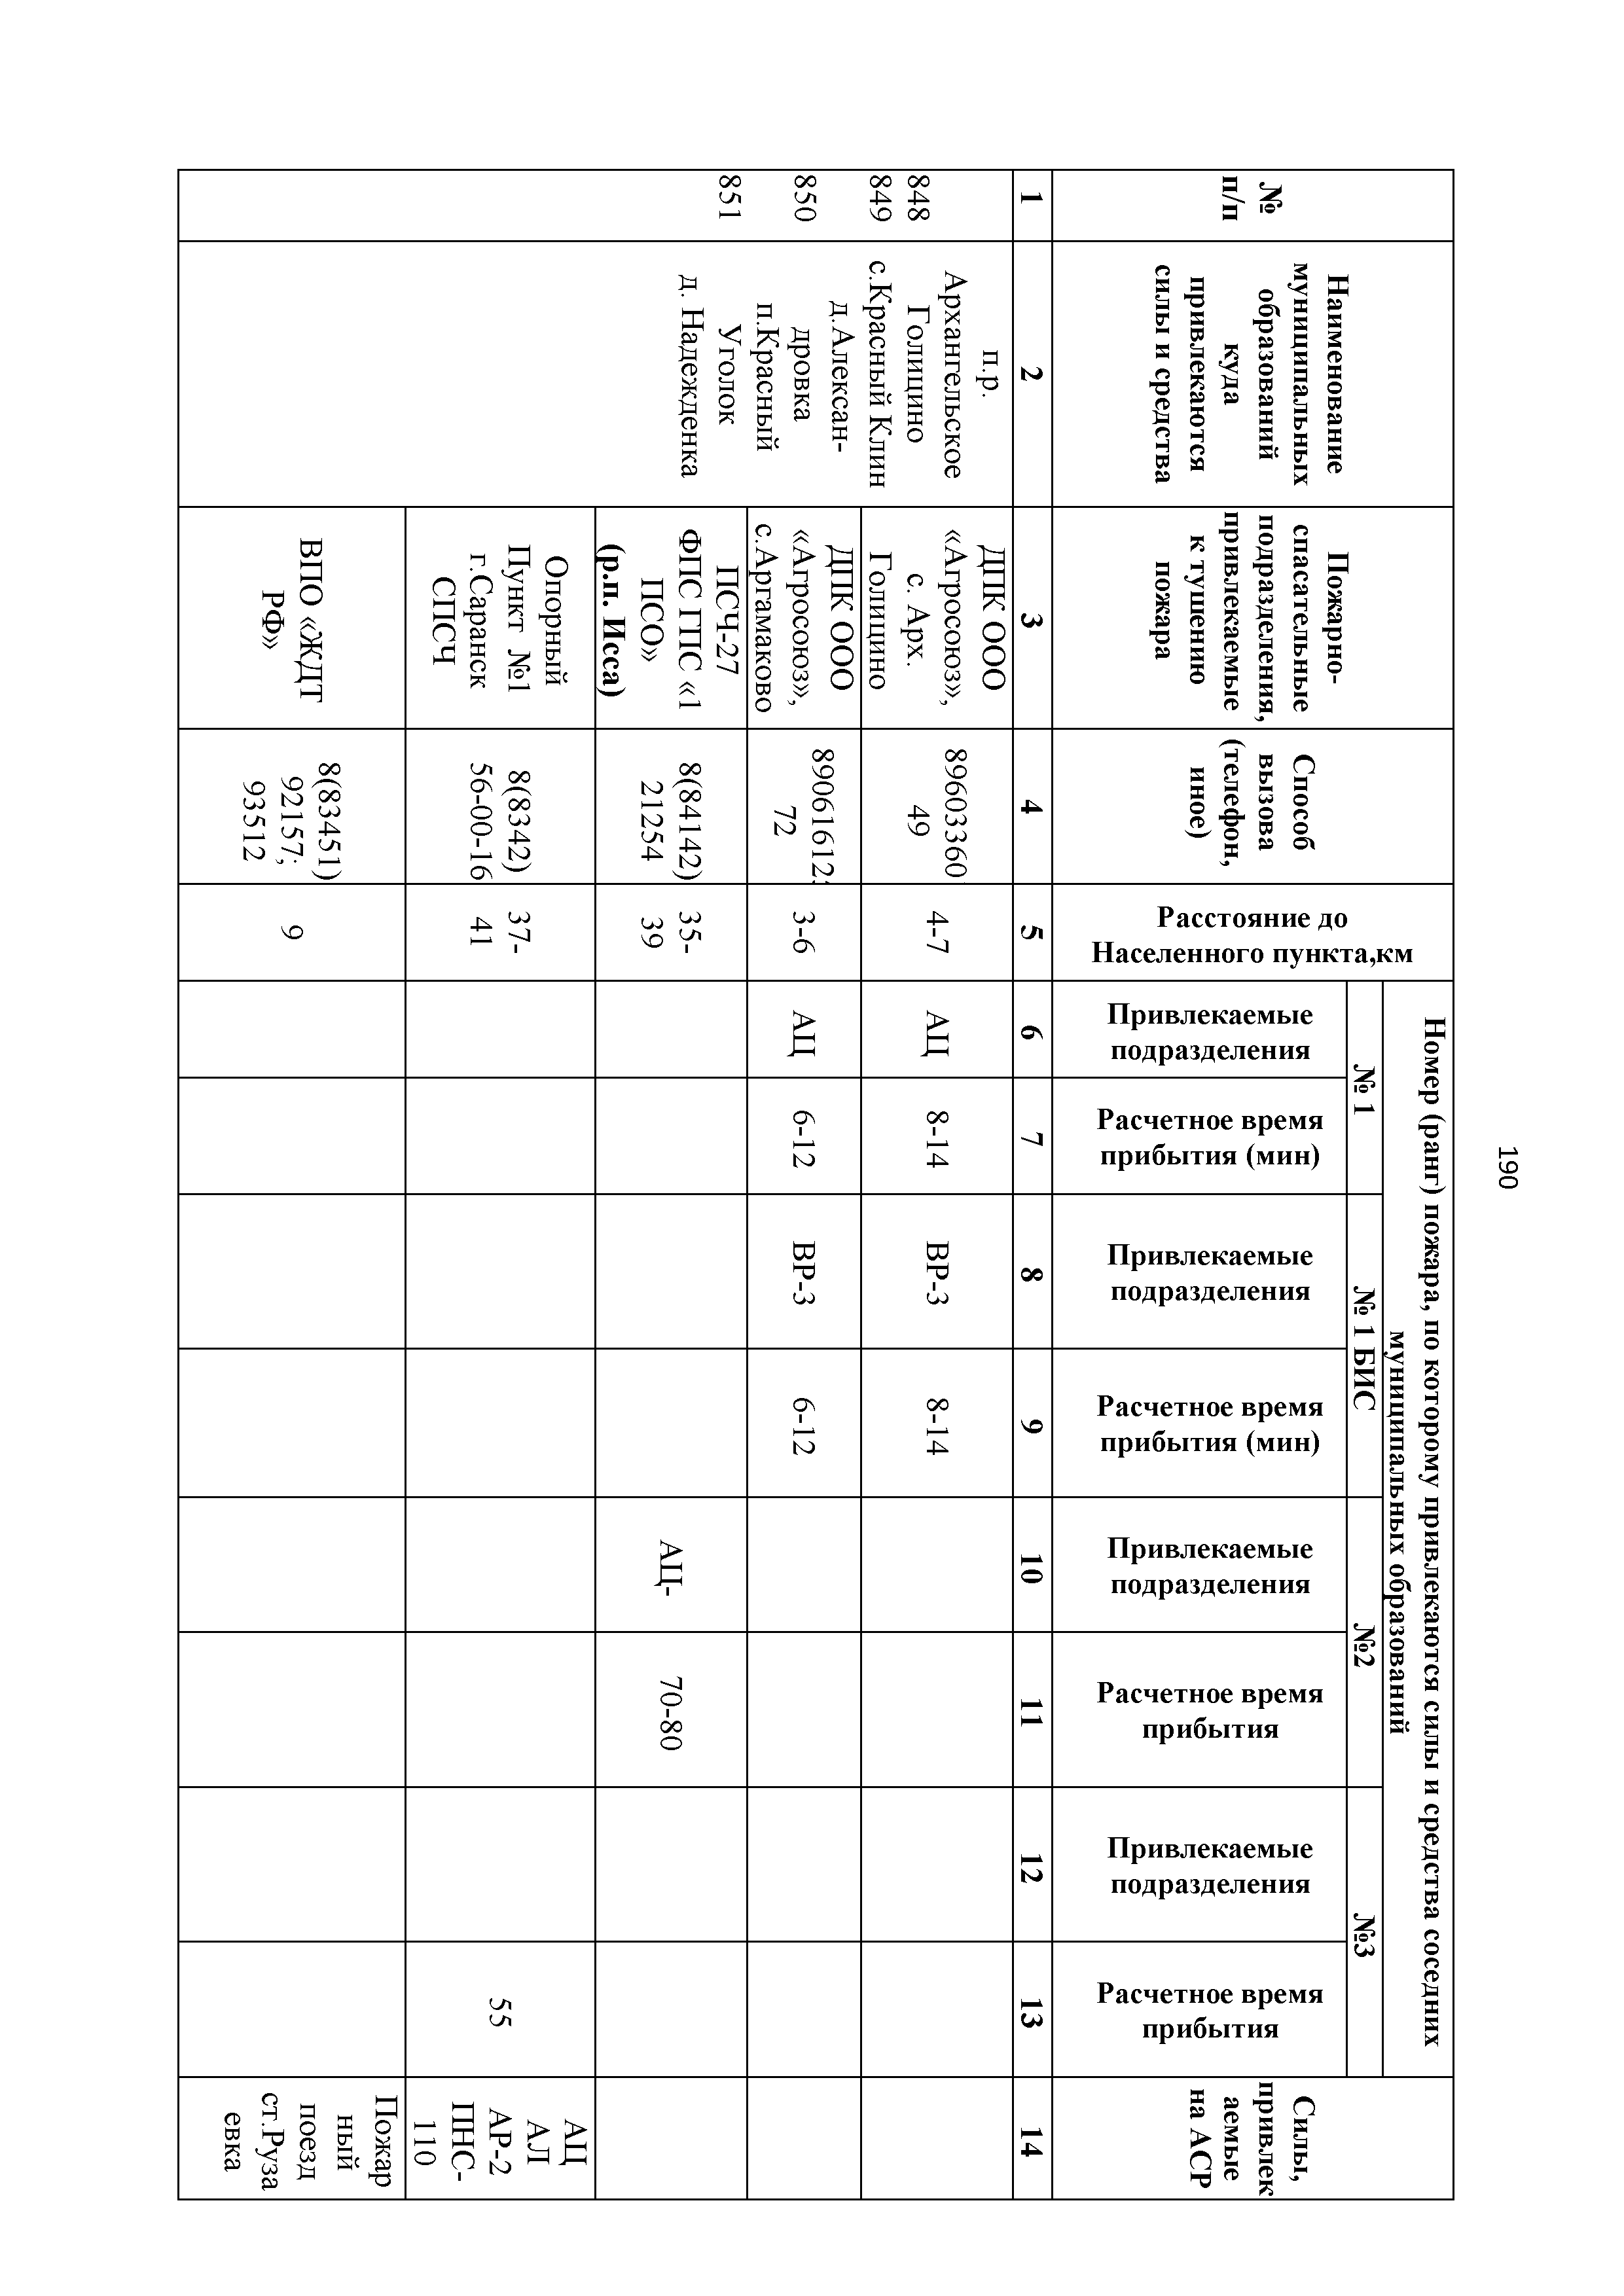 190
№
п/п
Наименование
муниципальных
образований
куда
привлекаются
силы и средства
Пожарно-
спасательные
подразделения,
привлекаемые
к тушению
пожара
Способ
вызова
(телефон,
иное)
Расстояние до
Населенного пункта,км
Номер (ранг) пожара, по которому привлекаются силы и средства соседних
муниципальных образований
№ 1
№ 1 БИС
№2
№3
Привлекаемые
подразделения
Расчетное время
прибытия (мин)
Привлекаемые
подразделения
Расчетное время
прибытия (мин)
Привлекаемые
подразделения
Расчетное время
прибытия
Привлекаемые
подразделения
Расчетное время
прибытия
Силы,
привлек
аемые
на АСР
1
2
3
4
5
6
7
8
9
10
11
12
13
14
848
849
850
851
п.р.
Архангельское
Голицино
с.Красный Клин
д.Алексан-
дровка
п.Красный
Уголок
д. Надежденка
ДПК ООО
«Агросоюз»,
с. Арх.
Голицино
89603360
49
4-7
АЦ
8-14
ВР-3
8-14
ДПК ООО
«Агросоюз»,
с.Аргамаково
89061612
72
3-6
АЦ
6-12
ВР-3
6-12
ПСЧ-27
ФПС ГПС «1
ПСО»
(р.п. Исса)
8(84142)
21254
35-
39
АЦ-
70-80
Опорный
Пункт №1
г.Саранск
СПСЧ
8(8342)
56-00-16
37-
41
55
АЦ
АЛ
АР-2
ПНС-
110
ВПО «ЖДТ
РФ»
8(83451)
92157;
93512
9
Пожар
ный
поезд
ст.Руза
евка